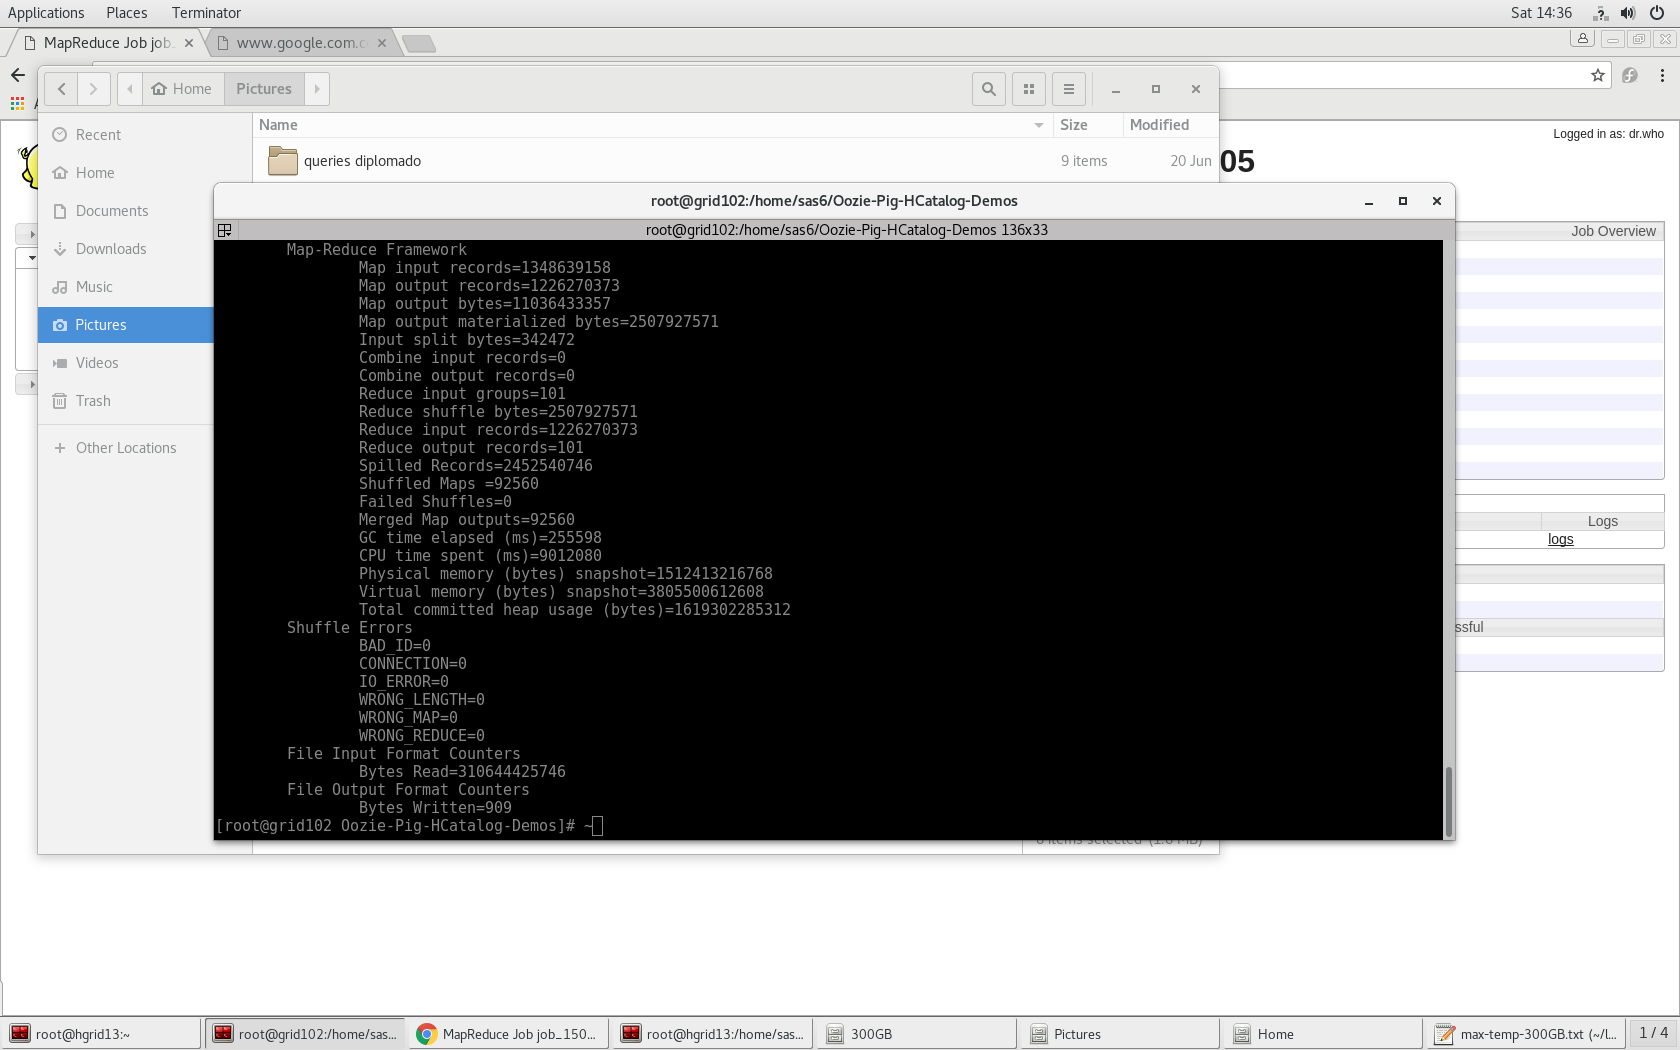 Applications Places Terminator Sat 14:36
MapReduce Job job_ www.google.com.c
Home Pictures
Logged in as: dr.who
Name Size Modified
Recent
queries diplomado 9 items 20 Jun
05
Home
root@grid102:/home/sas6/Oozie-Pig-HCatalog-Demos
Documents
root@grid102:/home/sas6/Oozie-Pig-HCatalog-Demos 136x33
Job Overview
Downloads
Music
Pictures
Videos
Trash
Other Locations
Map-Reduce Framework
Map input records=1348639158
Map output records=1226270373
Map output bytes=11036433357
Map output materialized bytes=2507927571
Input split bytes=342472
Combine input records=0
Combine output records=0
Reduce input groups=101
Reduce shuffle bytes=2507927571
Reduce input records=1226270373
Reduce output records=101
Spilled Records=2452540746
Shuffled Maps =92560
Failed Shuffles=0
Merged Map outputs=92560
GC time elapsed (ms)=255598
CPU time spent (ms)=9012080
Physical memory (bytes) snapshot=1512413216768
Virtual memory (bytes) snapshot=3805500612608
Total committed heap usage (bytes)=1619302285312
Shuffle Errors
BAD_ID=0
CONNECTION=0
IO_ERROR=0
WRONG_LENGTH=0
WRONG_MAP=0
WRONG_REDUCE=0
File Input Format Counters
Bytes Read=310644425746
File Output Format Counters
Bytes Written=909
[root@grid102 Oozie-Pig-HCatalog-Demos]# ~
Logs
logs
ssful
root@hgrid13:~ root@grid102:/home/sas... MapReduce Job job_150... root@hgrid13:/home/sas... 300GB Pictures Home max-temp-300GB.txt (~/l... 1 / 4